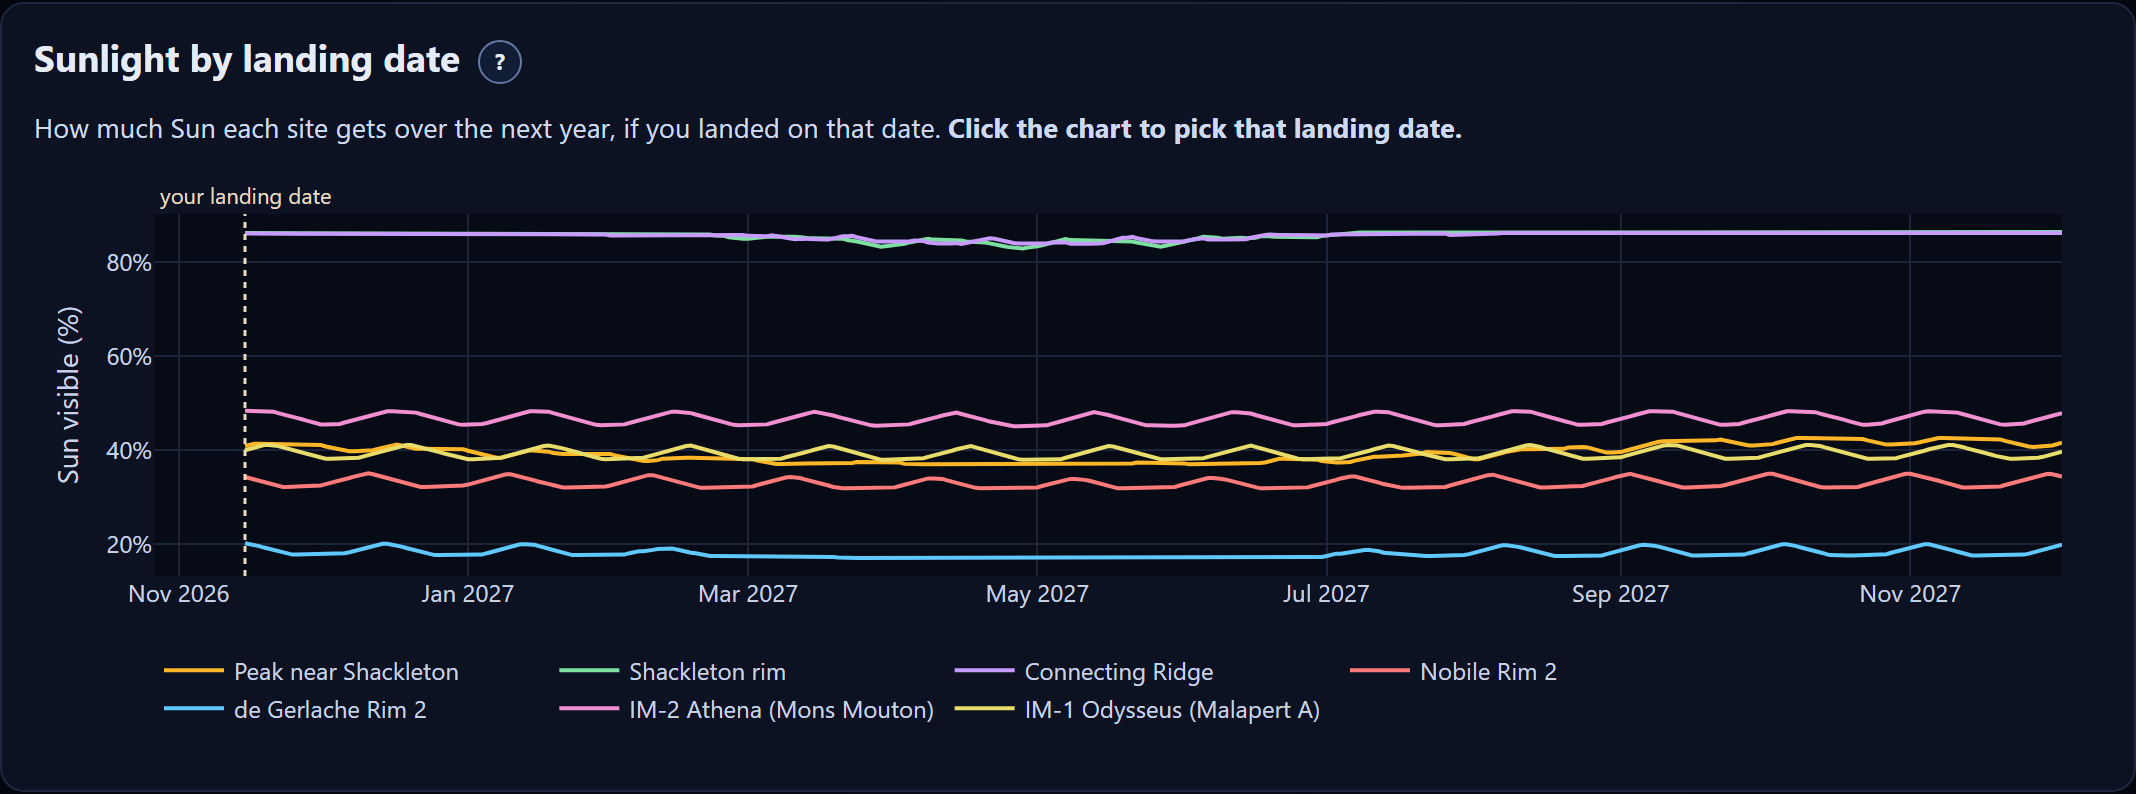 Sunlight by landing date ?
How much Sun each site gets over the next year, if you landed on that date. Click the chart to pick that landing date.
your landing date
Sun visible (%)
80%
60%
40%
20%
Nov 2026 Jan 2027 Mar 2027 May 2027 Jul 2027 Sep 2027 Nov 2027
Peak near Shackleton Shackleton rim Connecting Ridge Nobile Rim 2
de Gerlache Rim 2 IM-2 Athena (Mons Mouton) IM-1 Odysseus (Malapert A)